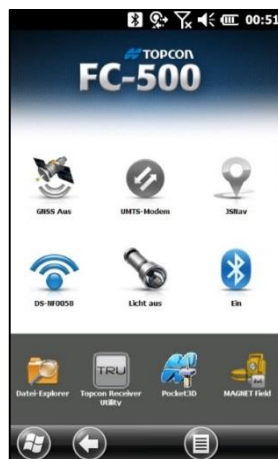 00:51
TOPCON
FC-500
GNSS Aus
UMTS-Modem
JSNav
DS-NF0058
Licht aus
Ein
Datei-Explorer
Topcon Receiver
Utility
TRU
Pocket3D
MAGNET Field